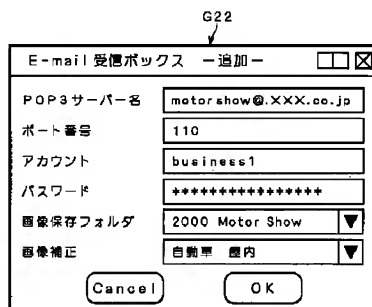 G22
E-mail 受信ボックス －追加－
POP3サーバー名 motorshow@.XXX.co.jp
ポート番号 110
アカウント business1
パスワード ****************
画像保存フォルダ 2000 Motor Show
画像補正 自動車 屋内
Cancel OK